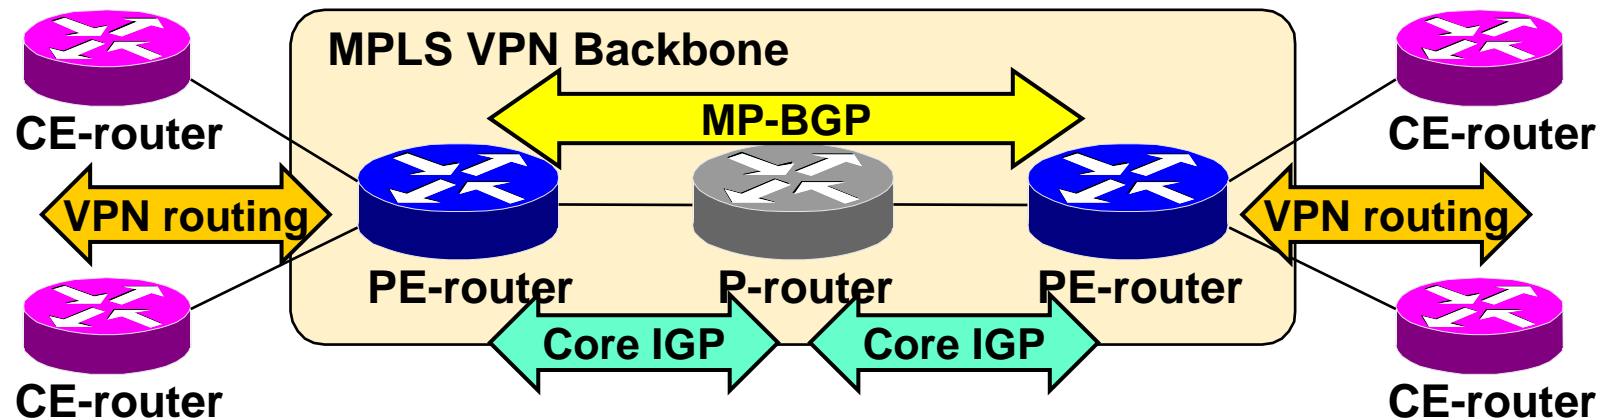 MPLS VPN Backbone
MP-BGP
CE-router
CE-router
VPN routing
VPN routing
PE-router
P-router
PE-router
Core IGP
Core IGP
CE-router
CE-router